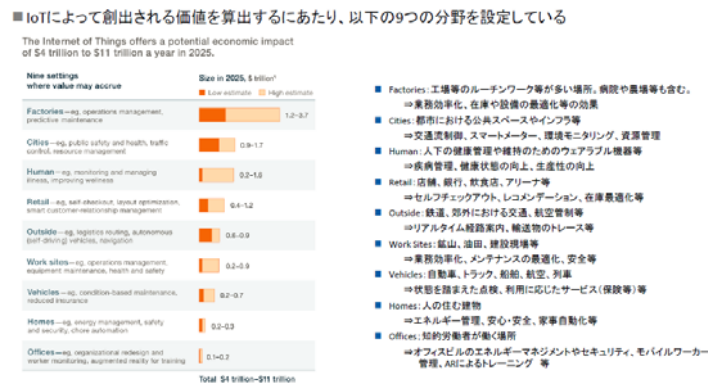 ■ IoTによって創出される価値を算出するにあたり、以下の9つの分野を設定している
The Internet of Things offers a potential economic impact
of $4 trillion to $11 trillion a year in 2025.
Nine settings
where value may accrue
Size in 2025, $ trillion
Low estimate High estimate
Factories—eg, operations management,
predictive maintenance
1.2–3.7
Cities—eg, public safety and health, traffic
control, resource management
0.9–1.7
Human—eg, monitoring and managing
illness, improving wellness
0.2–1.6
Retail—eg, self-checkout, layout optimization,
smart customer-relationship management
0.4–1.2
Outside—eg, logistics routing, autonomous
(self-driving) vehicles, navigation
0.6–0.9
Work sites—eg, operations management,
equipment maintenance, health and safety
0.2–0.9
Vehicles—eg, condition-based maintenance,
reduced insurance
0.2–0.7
Homes—eg, energy management, safety
and security, chore automation
0.2–0.3
Offices—eg, organizational redesign and
worker monitoring, augmented reality for training
0.1–0.2
Total $4 trillion–$11 trillion
■ Factories：工場等のルーチンワーク等が多い場所。病院や農場等も含む。
⇒業務効率化、在庫や設備の最適化等の効果
■ Cities：都市における公共スペースやインフラ等
⇒交通流制御、スマートメーター、環境モニタリング、資源管理
■ Human：人下の健康管理や維持のためのウェアラブル機器等
⇒疾病管理、健康状態の向上、生産性の向上
■ Retail：店舗、銀行、飲食店、アリーナ等
⇒セルフチェックアウト、レコメンデーション、在庫最適化等
■ Outside：鉄道、郊外における交通、航空管制等
⇒リアルタイム経路案内、輸送物のトレース等
■ Work Sites：鉱山、油田、建設現場等
⇒業務効率化、メンテナンスの最適化、安全等
■ Vehicles：自動車、トラック、船舶、航空、列車
⇒状態を踏まえた点検、利用に応じたサービス（保険等）等
■ Homes：人の住む建物
⇒エネルギー管理、安心・安全、家事自動化等
■ Offices；知的労働者が働く場所
⇒オフィスビルのエネルギーマネジメントやセキュリティ、モバイルワーカー
管理、ARによるトレーニング 等